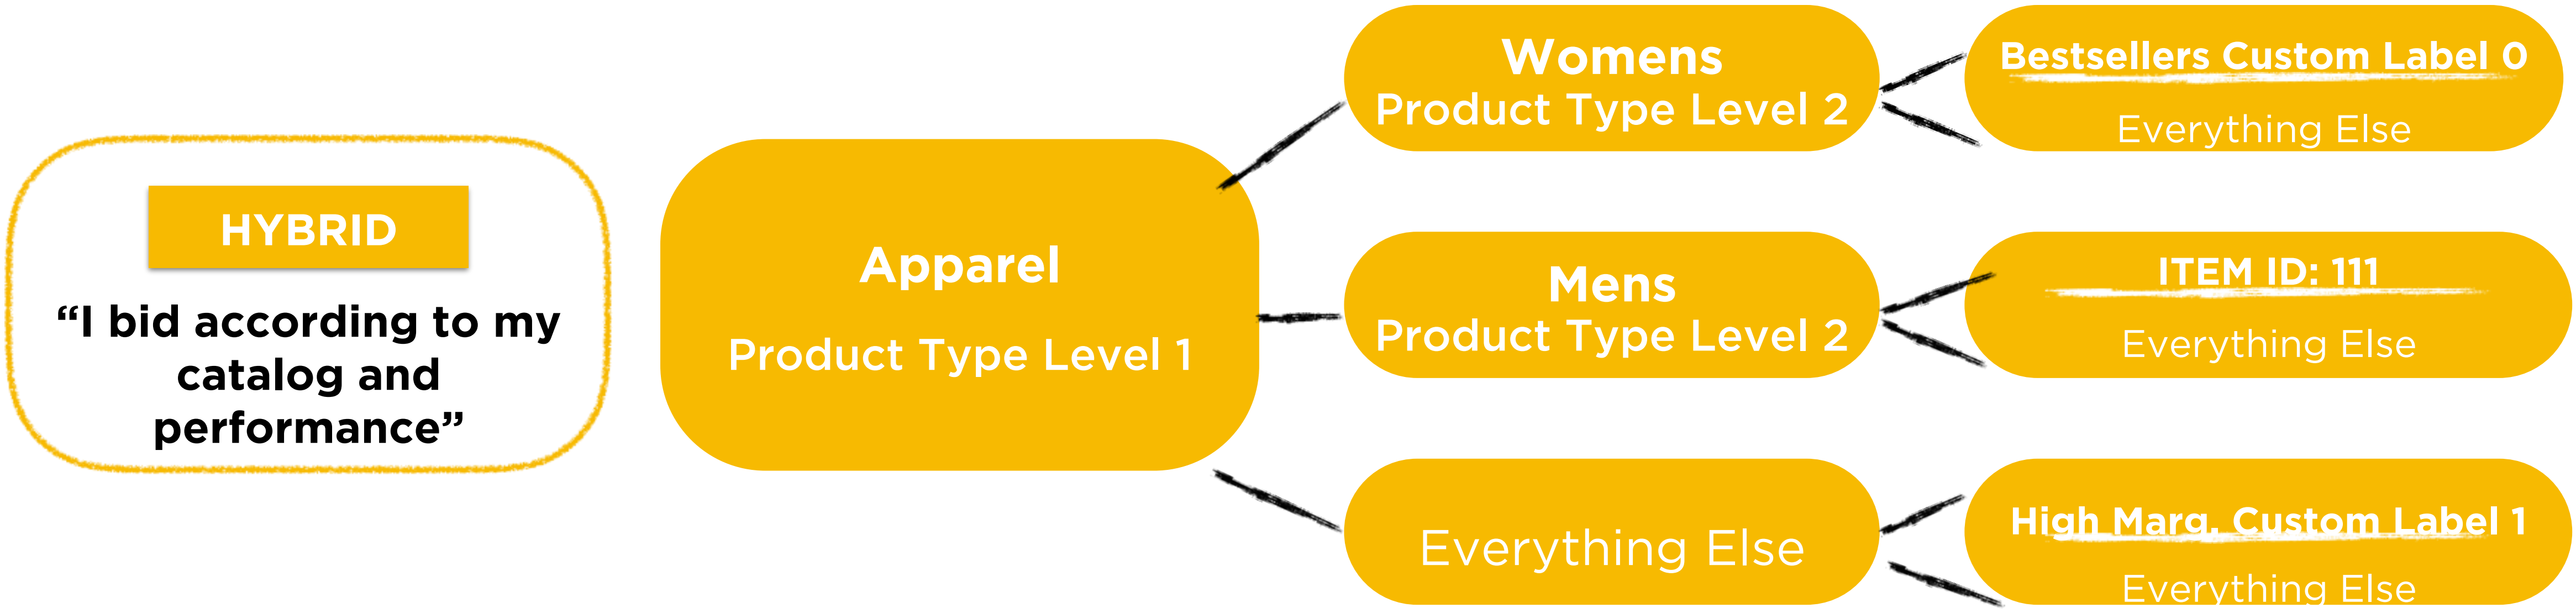 HYBRID
“I bid according to my
catalog and
performance”
Apparel
Product Type Level 1
Womens
Product Type Level 2
Bestsellers Custom Label 0
Everything Else
Mens
Product Type Level 2
ITEM ID: 111
Everything Else
Everything Else
High Marg. Custom Label 1
Everything Else